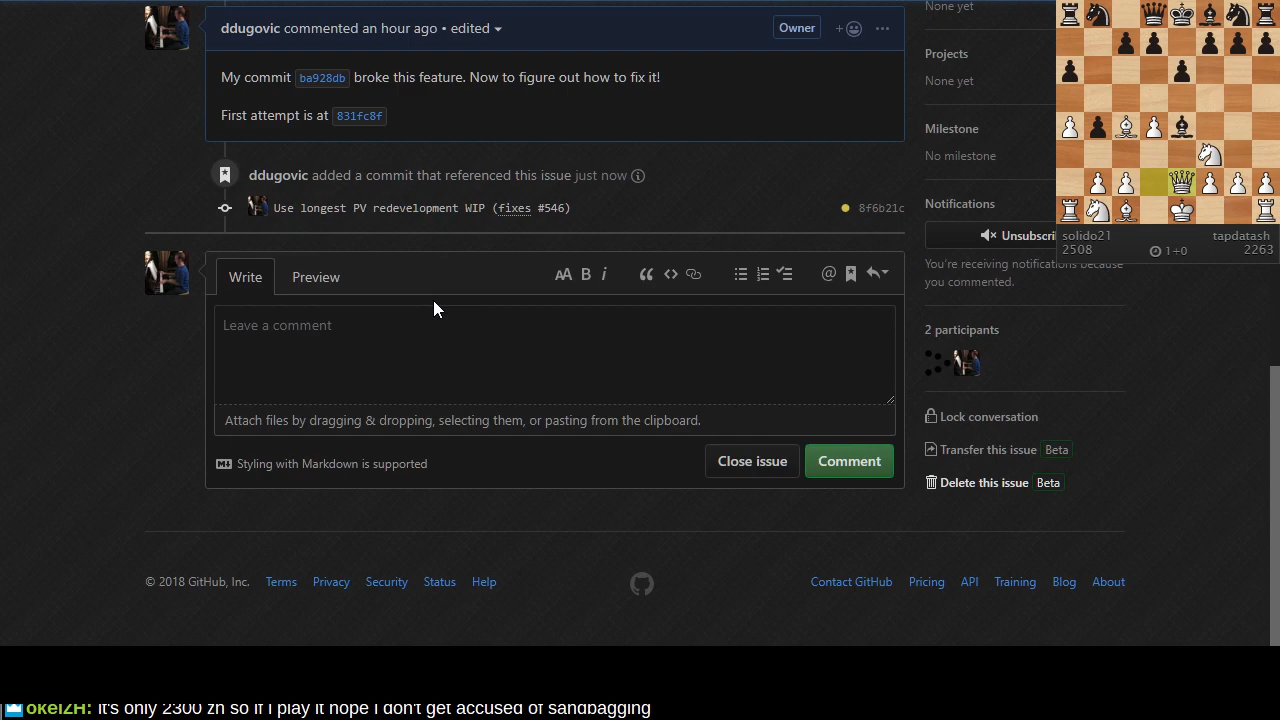 ddugovic commented an hour ago • edited
Owner
My commit ba928db broke this feature. Now to figure out how to fix it!
First attempt is at 831fc8f
ddugovic added a commit that referenced this issue just now
Use longest PV redevelopment WIP (fixes #546)
8f6b21c
Write
Preview
AA B i
Leave a comment
Attach files by dragging & dropping, selecting them, or pasting from the clipboard.
Styling with Markdown is supported
Close issue
Comment
None yet
Projects
None yet
Milestone
No milestone
Notifications
Unsubscri
You're receiving notifications because
you commented.
2 participants
Lock conversation
Transfer this issue Beta
Delete this issue Beta
solido21 tapdatash
2508 1+0 2263
© 2018 GitHub, Inc. Terms Privacy Security Status Help
Contact GitHub Pricing API Training Blog About
okei2H: it's only 2300 zh so if i play it hope i don't get accused of sandbagging